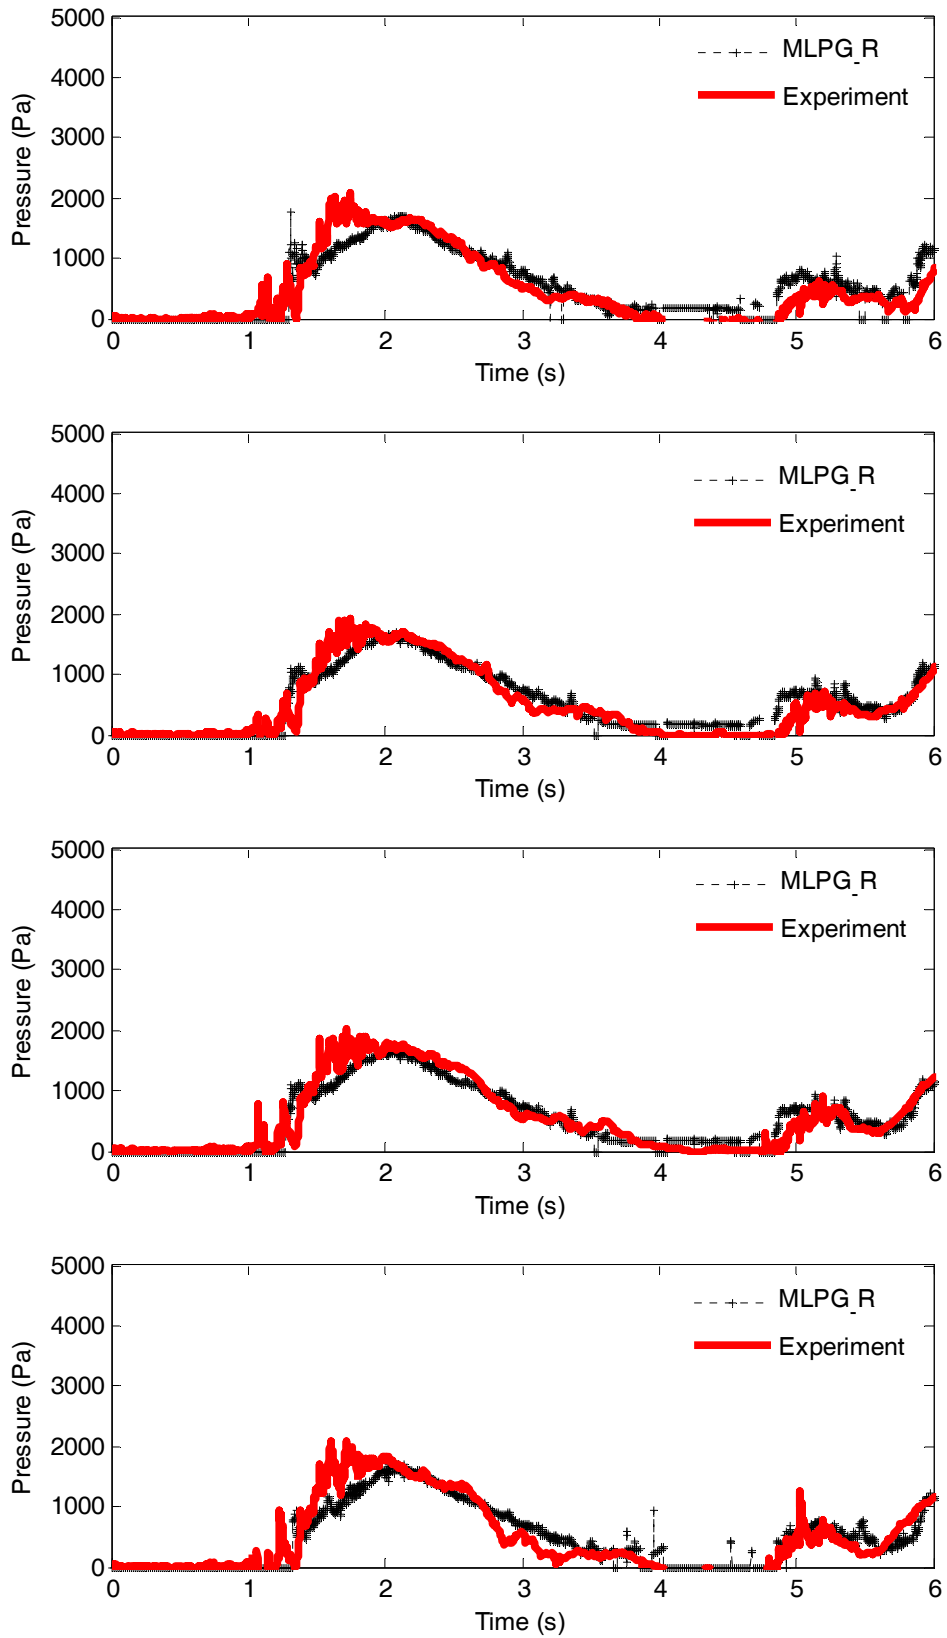 5000
MLPG_R
4000
Experiment
Pressure (Pa)
3000
2000
1000
0
0 1 2 3 4 5 6
Time (s)
5000
MLPG_R
4000
Experiment
Pressure (Pa)
3000
2000
1000
0
0 1 2 3 4 5 6
Time (s)
5000
MLPG_R
4000
Experiment
Pressure (Pa)
3000
2000
1000
0
0 1 2 3 4 5 6
Time (s)
5000
MLPG_R
4000
Experiment
Pressure (Pa)
3000
2000
1000
0
0 1 2 3 4 5 6
Time (s)